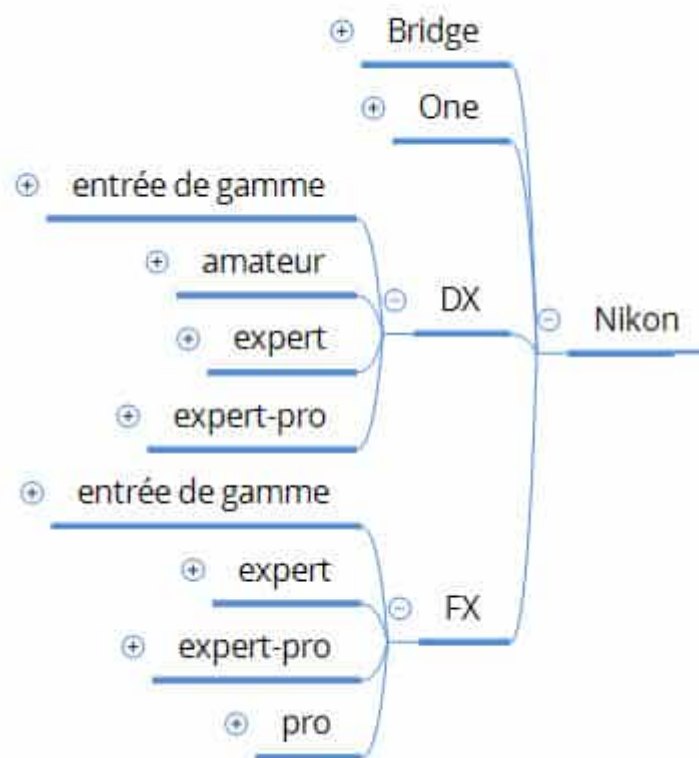 Bridge
One
entrée de gamme
amateur
DX
expert
Nikon
expert-pro
entrée de gamme
expert
FX
expert-pro
pro